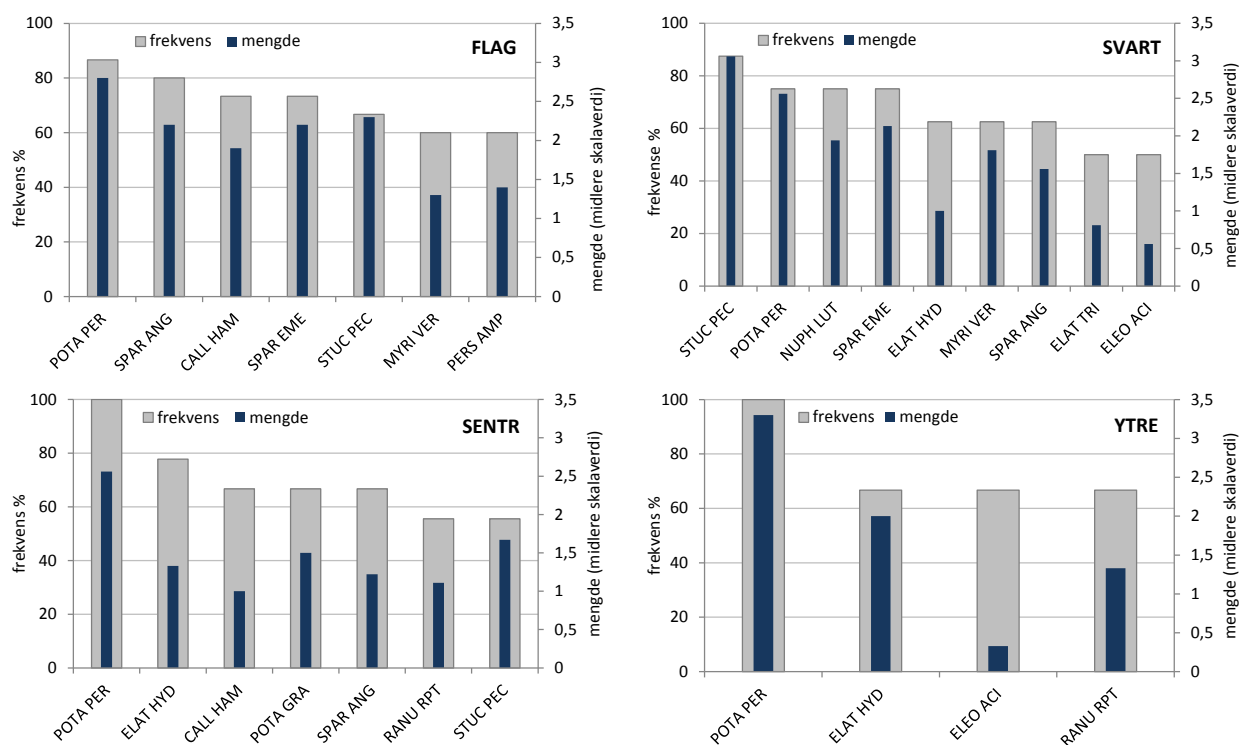 frekvens mengde
FLAG
frekvens %
100
80
60
40
20
0
3,5
3
2,5
2
1,5
1
0,5
0
mengde (midlere skalaverdi)
POTA PER
SPAR ANG
CALL HAM
SPAR EME
STUC PEC
MYRI VER
PERS AMP
frekvens mengde
SVART
frekvense %
100
80
60
40
20
0
3,5
3
2,5
2
1,5
1
0,5
0
mengde (midlere skalaverdi)
STUC PEC
POTA PER
NUPH LUT
SPAR EME
ELAT HYD
MYRI VER
SPAR ANG
ELAT TRI
ELEO ACI
frekvens mengde
SENTR
frekvens %
100
80
60
40
20
0
3,5
3
2,5
2
1,5
1
0,5
0
mengde (midlere skalaverdi)
POTA PER
ELAT HYD
CALL HAM
POTA GRA
SPAR ANG
RANU RPT
STUC PEC
frekvens mengde
YTRE
frekvens %
100
80
60
40
20
0
3,5
3
2,5
2
1,5
1
0,5
0
mengde (midlere skalaverdi)
POTA PER
ELAT HYD
ELEO ACI
RANU RPT